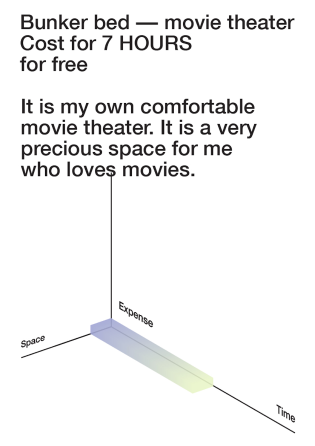 Bunker bed — movie theater
Cost for 7 HOURS
for free
It is my own comfortable
movie theater. It is a very
precious space for me
who loves movies.
Expense
Space
Time